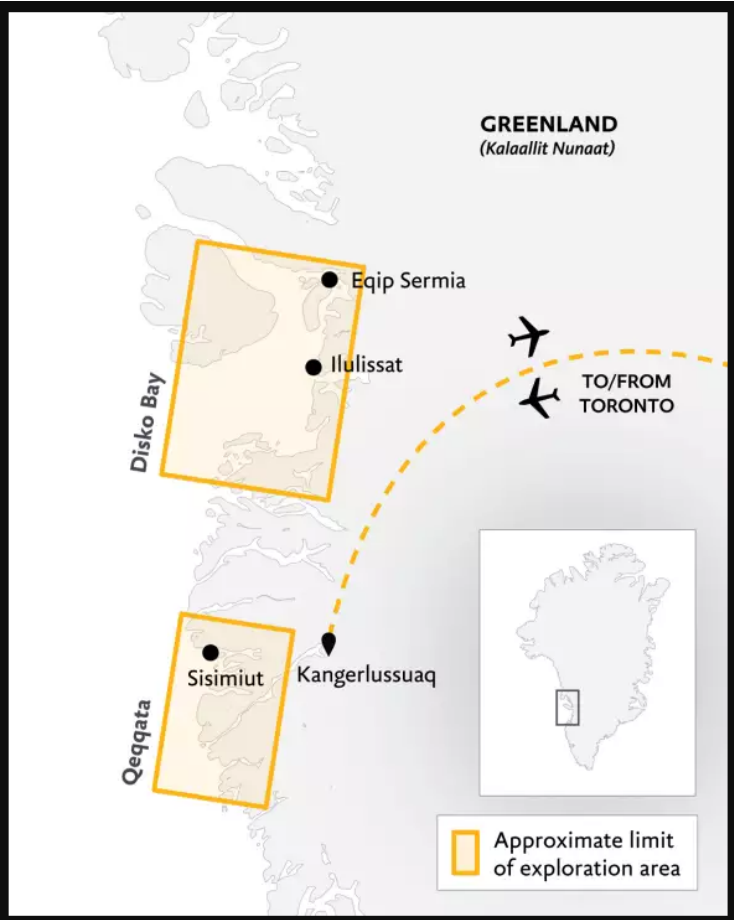 GREENLAND
(Kalaallit Nunaat)
Eqip Sermia
Ilulissat
Disko Bay
TO/FROM
TORONTO
Sisimiut
Kangerlussuaq
Qeqqata
Approximate limit
of exploration area